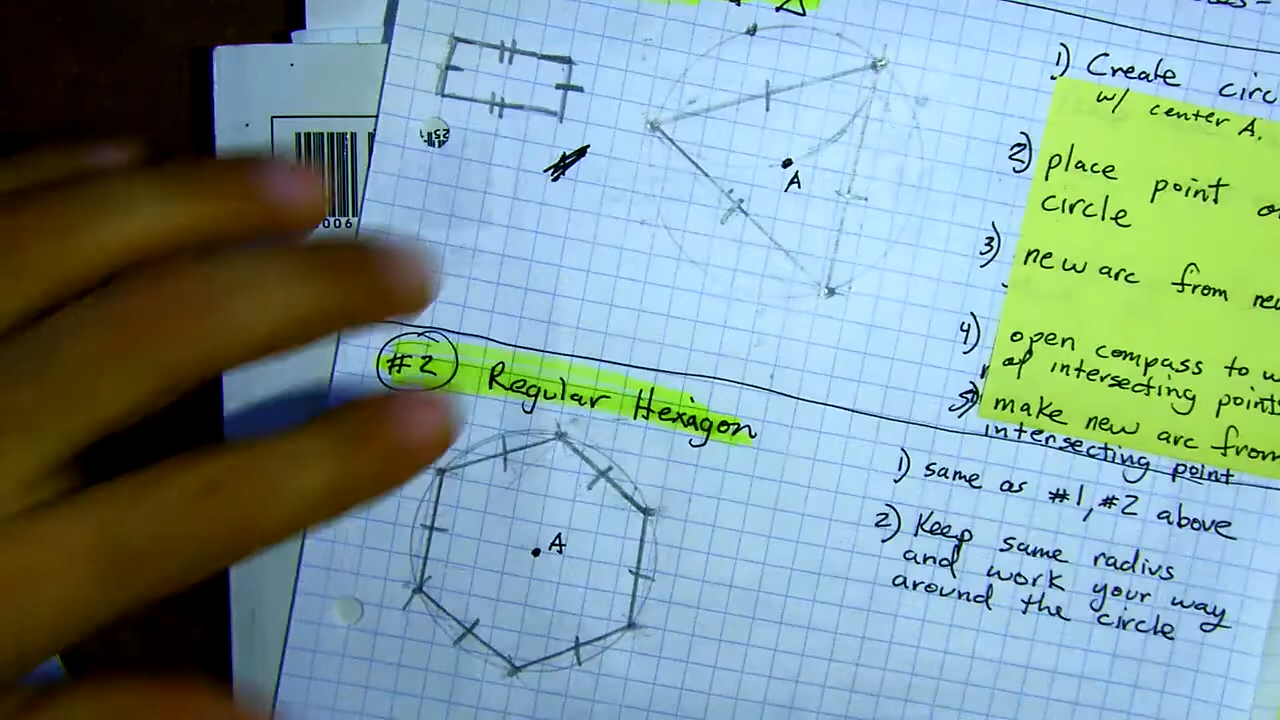 1) Create circ
w/ center A.
2) place point
circle
3) new arc from
4) open compass to
of intersecting
5) make new arc from
intersecting point
A
#2 Regular Hexagon
A
1) same as #1, #2 above
2) Keep same radius
and work your way
around the circle